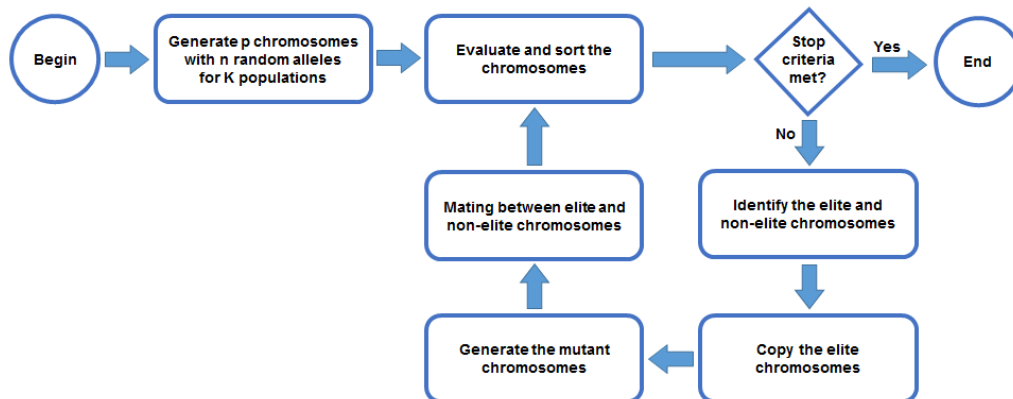 Begin
Generate p chromosomes
with n random alleles
for K populations
Evaluate and sort the
chromosomes
Stop
criteria
met?
Yes
End
No
Identify the elite and
non-elite chromosomes
Copy the elite
chromosomes
Generate the mutant
chromosomes
Mating between elite and
non-elite chromosomes